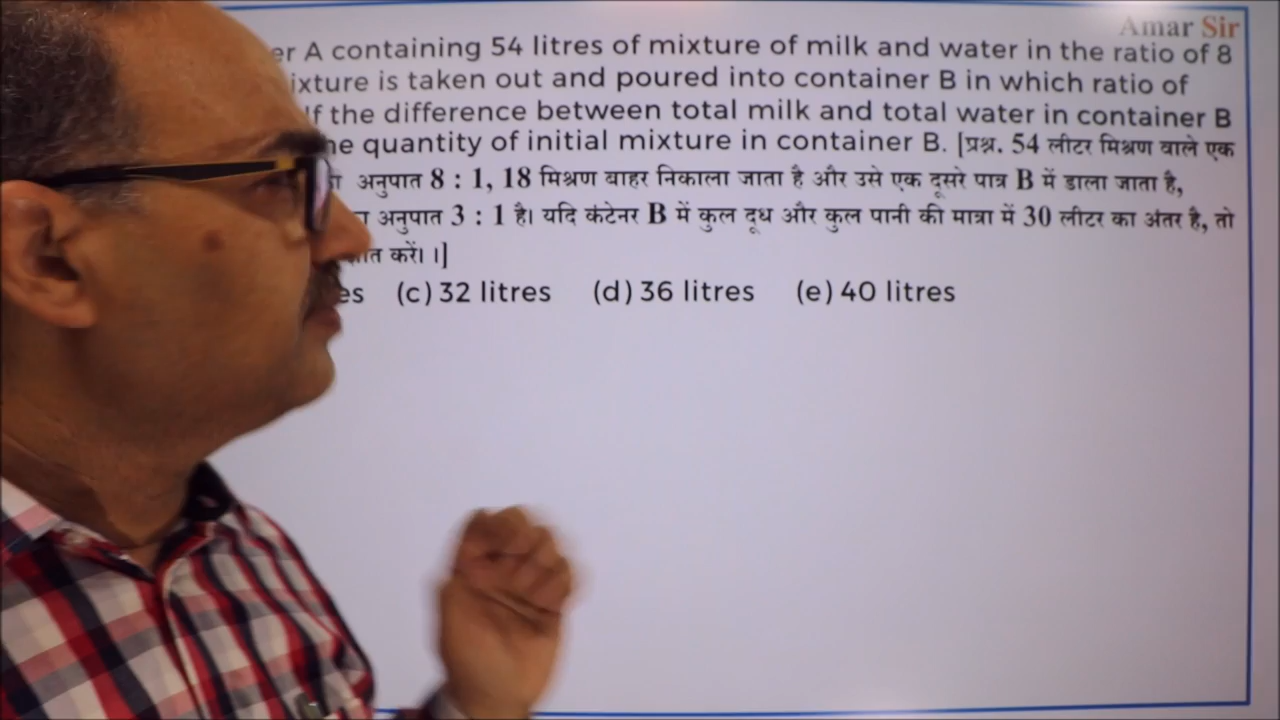 Amar Sir
A containing 54 litres of mixture of milk and water in the ratio of 8
ixture is taken out and poured into container B in which ratio of
If the difference between total milk and total water in container B
quantity of initial mixture in container B. [प्रश्न. 54 लीटर मिश्रण वाले एक
अनुपात 8 : 1, 18 मिश्रण बाहर निकाला जाता है और उसे एक दूसरे पात्र B में डाला जाता है,
अनुपात 3 : 1 है। यदि कंटेनर B में कुल दूध और कुल पानी की मात्रा में 30 लीटर का अंतर है, तो
करें। ।]
(c) 32 litres (d) 36 litres (e) 40 litres